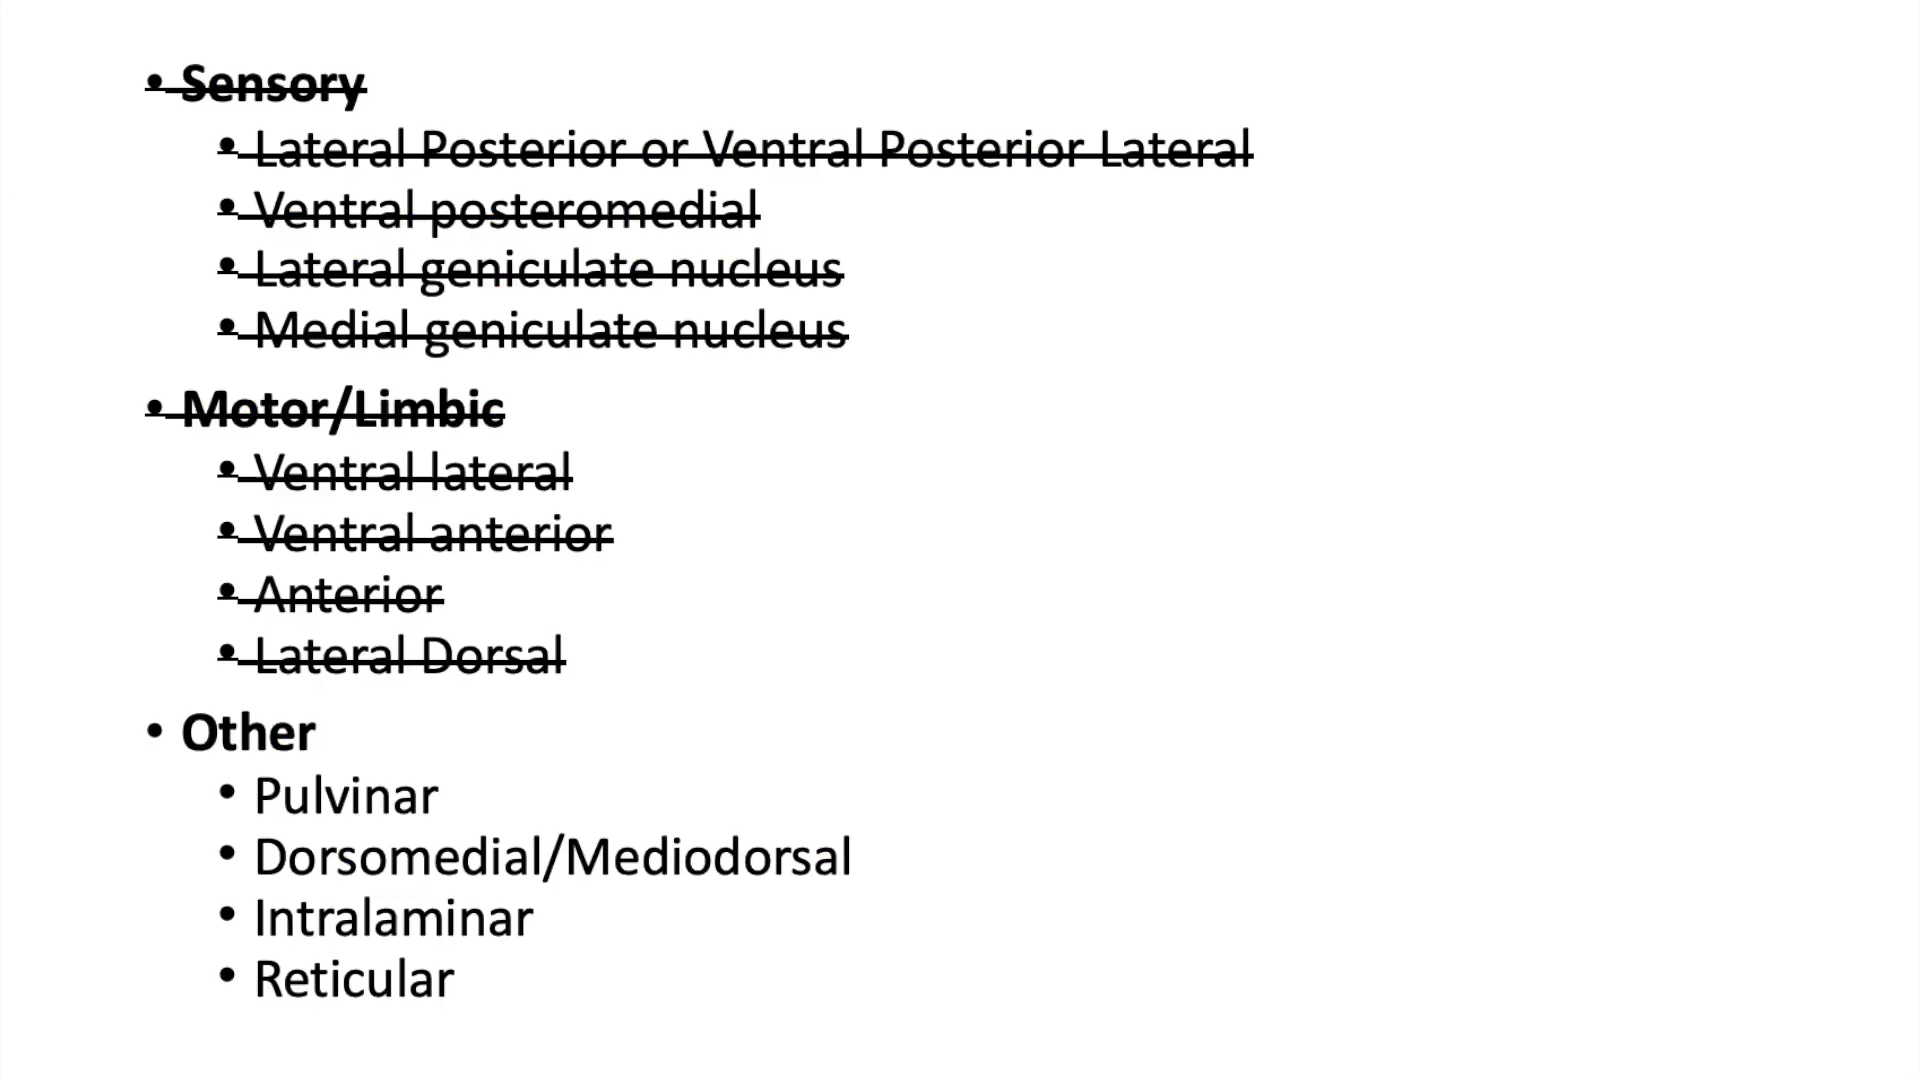 • Sensory
• Lateral Posterior or Ventral Posterior Lateral
• Ventral posteromedial
• Lateral geniculate nucleus
• Medial geniculate nucleus
• Motor/Limbic
• Ventral lateral
• Ventral anterior
• Anterior
• Lateral Dorsal
• Other
• Pulvinar
• Dorsomedial/Mediodorsal
• Intralaminar
• Reticular